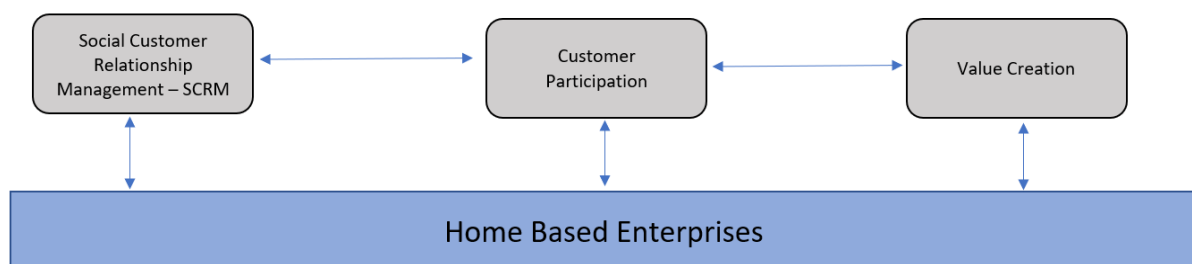 Social Customer
Relationship
Management – SCRM
Customer
Participation
Value Creation
Home Based Enterprises